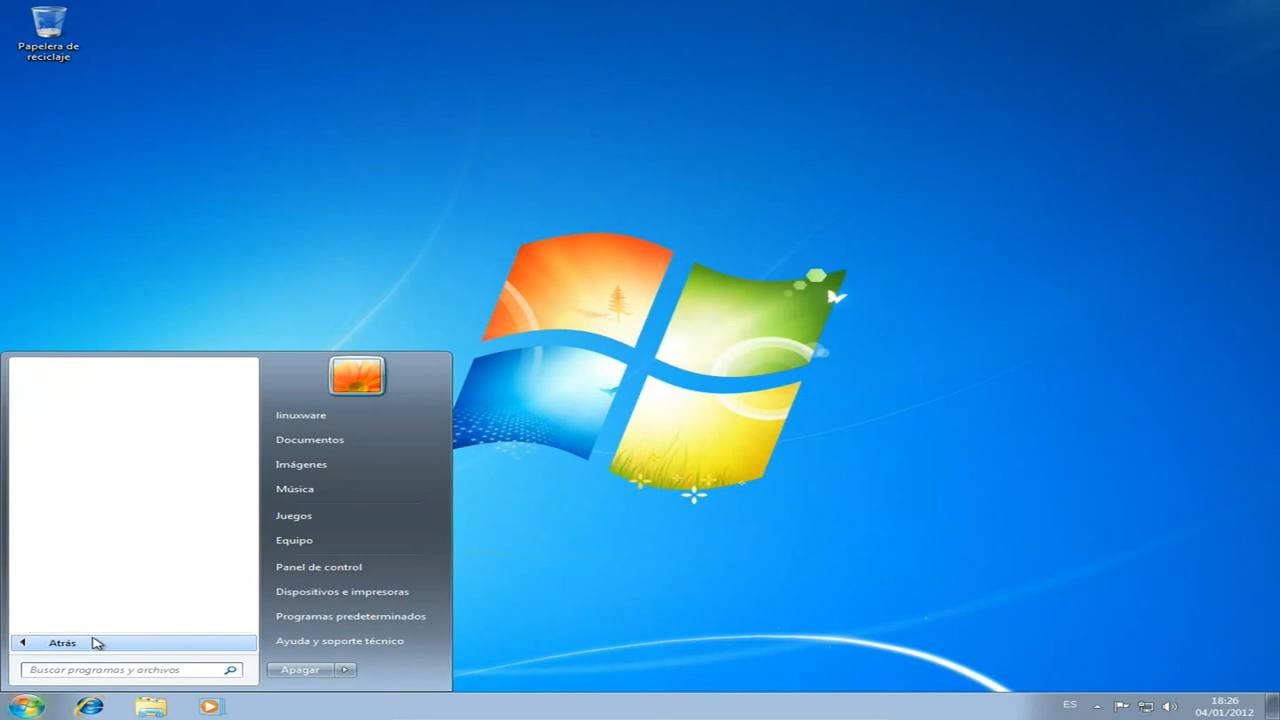 Papelera de
reciclaje
linuxware
Documentos
Imágenes
Música
Juegos
Equipo
Panel de control
Dispositivos e impresoras
Programas predeterminados
Ayuda y soporte técnico
Atrás
Buscar programas y archivos
Apagar
ES
18:26
04/01/2012